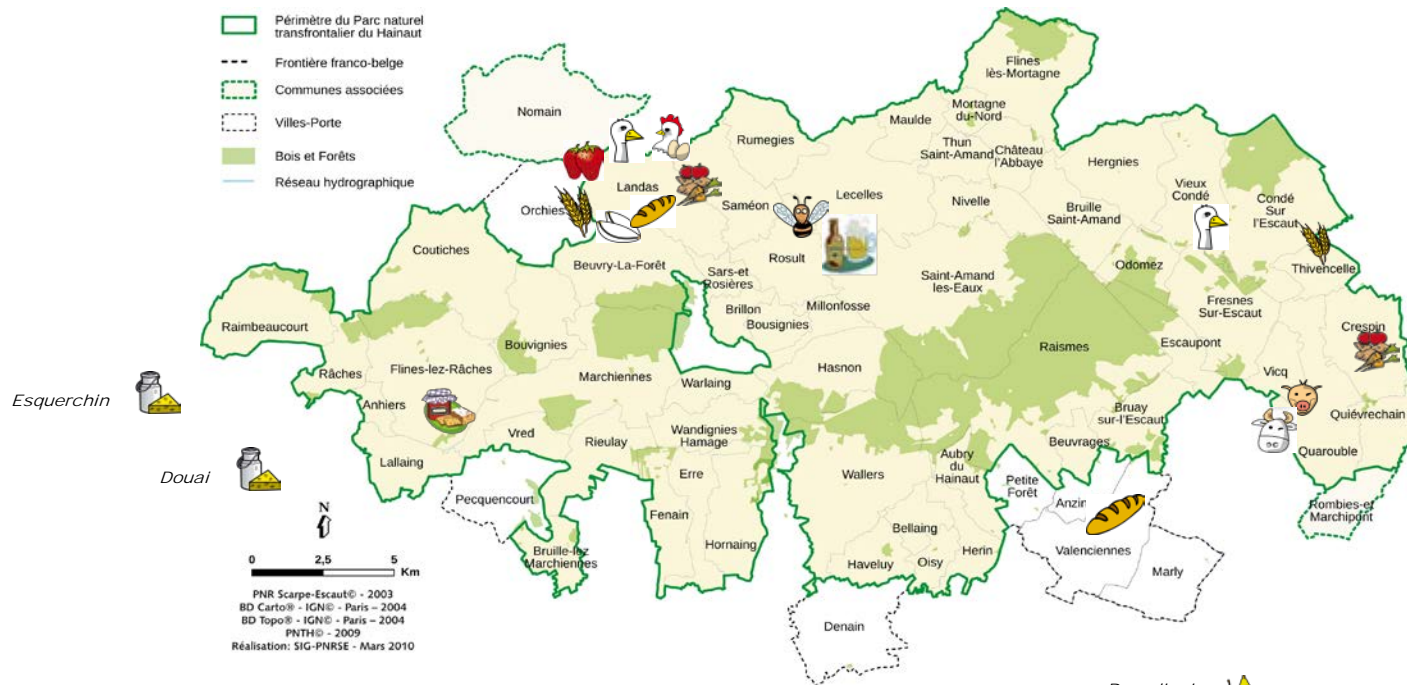 Périmètre du Parc naturel
transfrontalier du Hainaut
Frontière franco-belge
Communes associées
Villes-Porte
Bois et Forêts
Réseau hydrographique
Flines
lès-Mortagne
Nomain
Mortagne
du-Nord
Maulde
Rumegies
Thun
Saint-Amand
Château
l'Abbaye
Hergnies
Landas
Lecelles
Vieux
Condé
Condé
Sur
l'Escaut
Orchies
Saméon
Nivelle
Bruille
Saint-Amand
Coutiches
Rosult
Beuvry-La-Forêt
Sars-et
Rosières
Saint-Amand
les-Eaux
Odomez
Thivencelle
Millonfosse
Brillon
Bousignies
Fresnes
Sur-Escaut
Raimbeaucourt
Crespin
Bouvignies
Raismes
Escaupont
Râches
Flines-lez-Râches
Marchiennes
Warlaing
Hasnon
Vicq
Esquerchin
Anhiers
Bruay
sur-l'Escaut
Quiévrechain
Vred
Wandignies
Hamage
Rieulay
Beuvrages
Quarouble
Lallaing
Erre
Wallers
Aubry
du
Hainaut
Douai
Petite
Forêt
Pecquencourt
Anzin
Rombies-et
Marchipont
Fenain
Bellaing
Hornaing
Bruille-lez
Marchiennes
Herin
Valenciennes
Haveluy
Oisy
Marly
N
0 2,5 5
Km
PNR Scarpe-Escaut© - 2003
BD Carto® - IGN© - Paris – 2004
BD Topo® - IGN© - Paris – 2004
PNTH© - 2009
Réalisation: SIG-PNRSE - Mars 2010
Denain